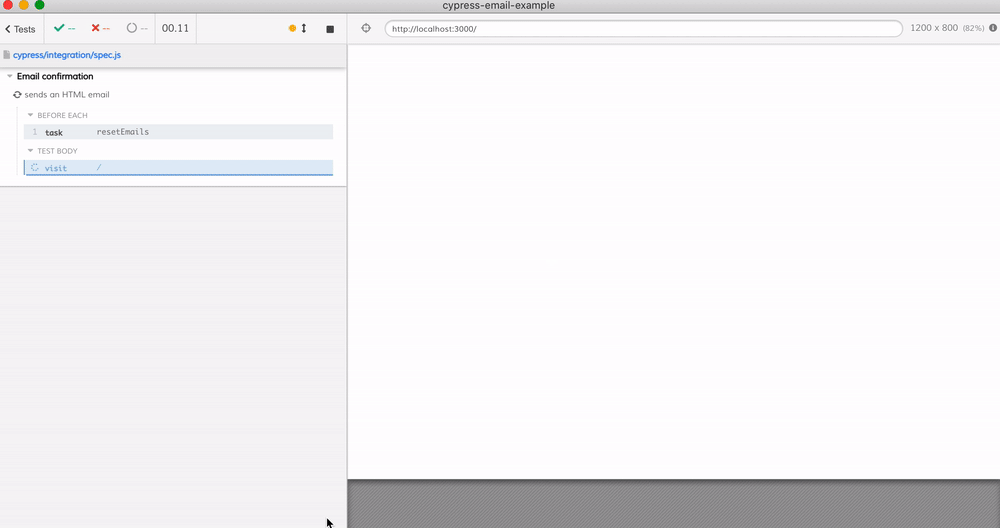 cypress-email-example
Tests -- -- -- 00.11
http://localhost:3000/ 1200 x 800 (82%)
cypress/integration/spec.js
Email confirmation
sends an HTML email
BEFORE EACH
1 task resetEmails
TEST BODY
visit /